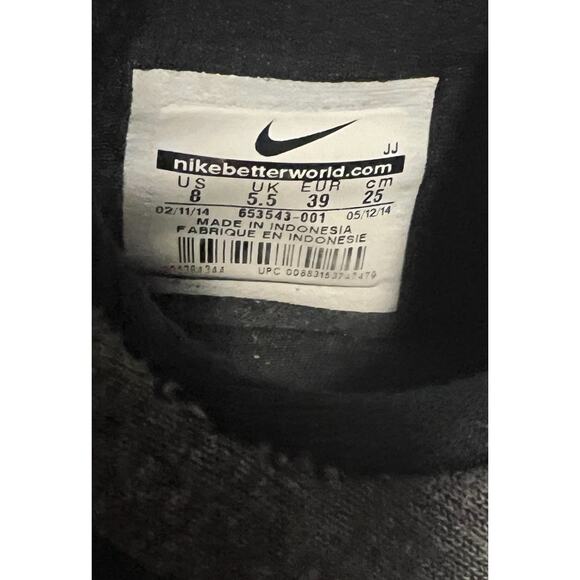 JJ
nikebetterworld.com
US UK EUR cm
8 5.5 39 25
02/11/14 653543-001 05/12/14
MADE IN INDONESIA
FABRIQUE EN INDONESIE
UPC